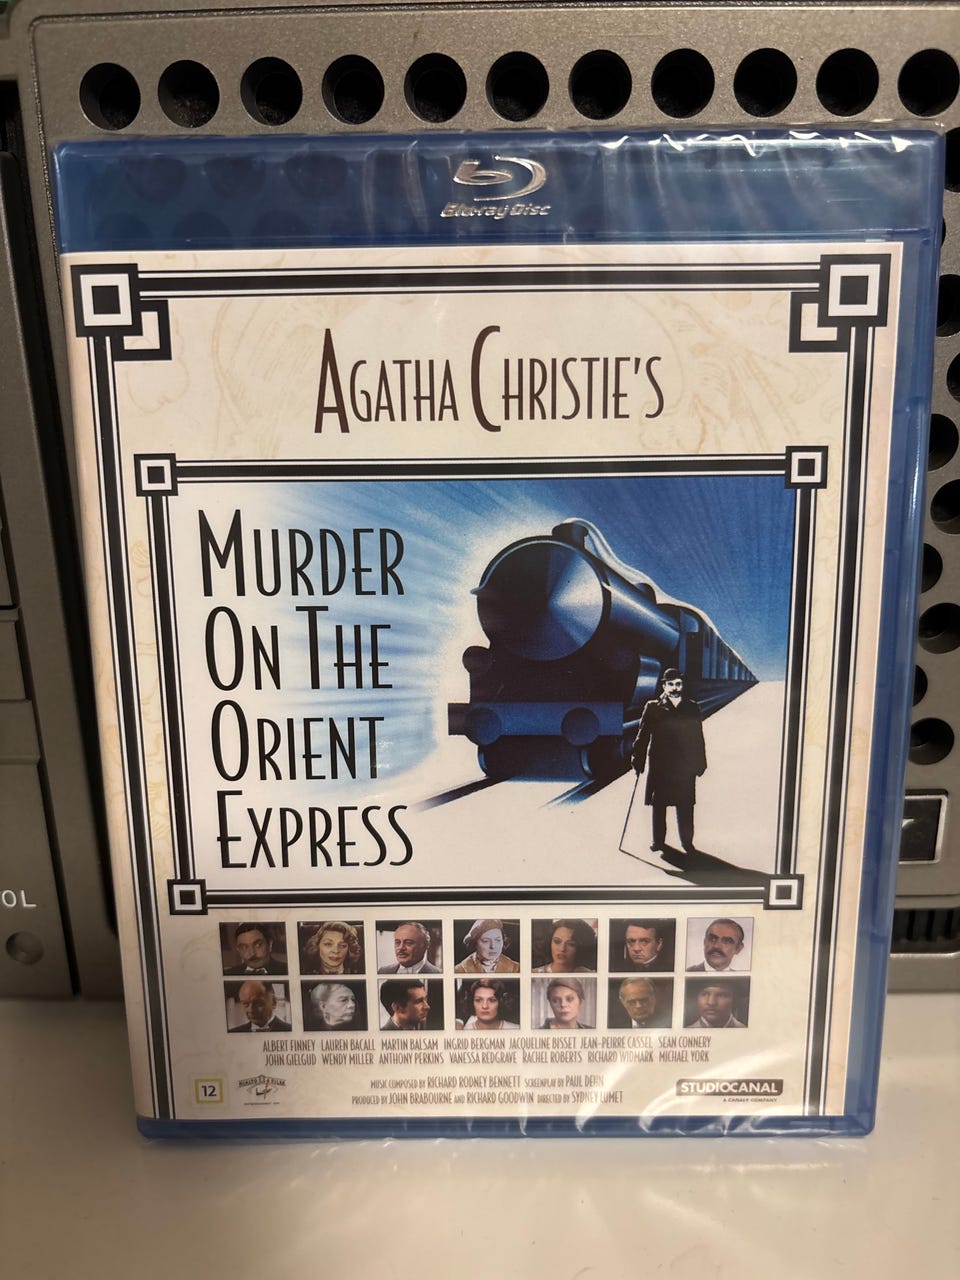 Blu-ray Disc
AGATHA CHRISTIE'S
MURDER
ON THE
ORIENT
EXPRESS
ALBERT FINNEY LAUREN BACALL MARTIN BALSAM INGRID BERGMAN JACQUELINE BISSET JEAN-PEIRRE CASSEL SEAN CONNERY
JOHN GIELGUD WENDY MILLER ANTHONY PERKINS VANESSA REDGRAVE RACHEL ROBERTS RICHARD WIDMARK MICHAEL YORK
MUSIC COMPOSED BY RICHARD RODNEY BENNETT SCREENPLAY BY PAUL DEHN
PRODUCED BY JOHN BRABOURNE AND RICHARD GOODWIN DIRECTED BY SYDNEY LUMET
12
STUDIOCANAL
A CANAL+ COMPANY
OL